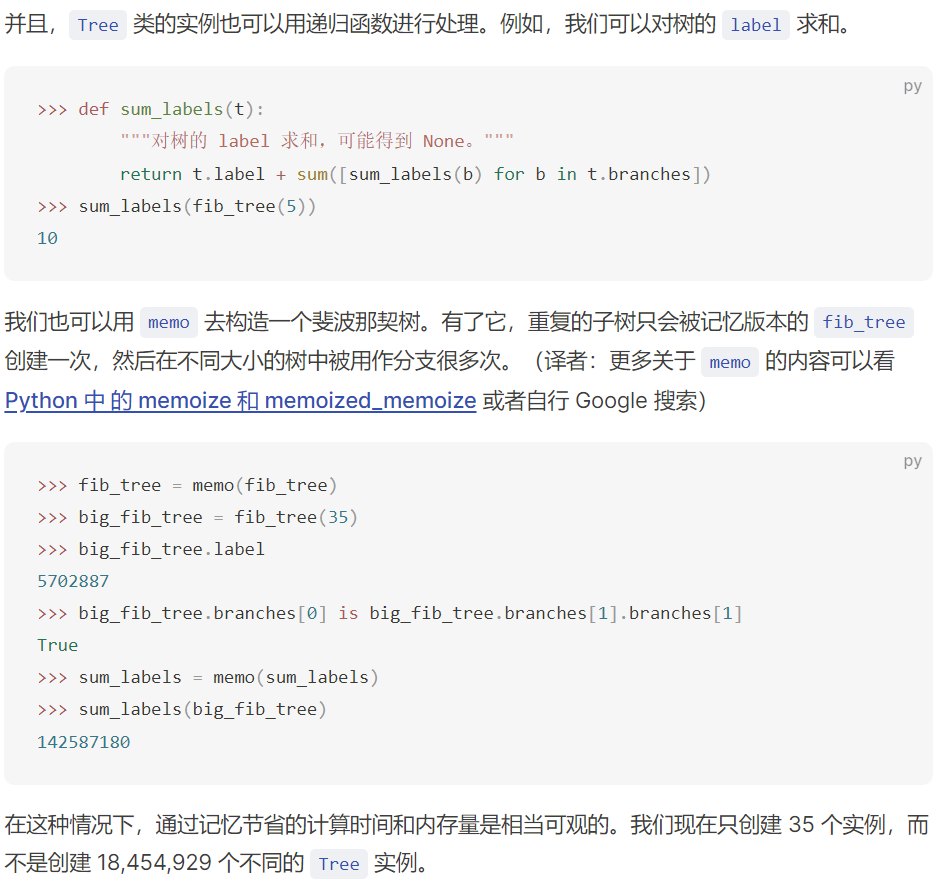 并且，Tree 类的实例也可以用递归函数进行处理。例如，我们可以对树的 label 求和。
py
>>> def sum_labels(t):
        """对树的 label 求和，可能得到 None。"""
        return t.label + sum([sum_labels(b) for b in t.branches])
>>> sum_labels(fib_tree(5))
10
我们也可以用 memo 去构造一个斐波那契树。有了它，重复的子树只会被记忆版本的 fib_tree
创建一次，然后在不同大小的树中被用作分支很多次。（译者：更多关于 memo 的内容可以看
Python 中 的 memoize 和 memoized_memoize 或者自行 Google 搜索）
py
>>> fib_tree = memo(fib_tree)
>>> big_fib_tree = fib_tree(35)
>>> big_fib_tree.label
5702887
>>> big_fib_tree.branches[0] is big_fib_tree.branches[1].branches[1]
True
>>> sum_labels = memo(sum_labels)
>>> sum_labels(big_fib_tree)
142587180
在这种情况下，通过记忆节省的计算时间和内存量是相当可观的。我们现在只创建 35 个实例，而
不是创建 18,454,929 个不同的 Tree 实例。